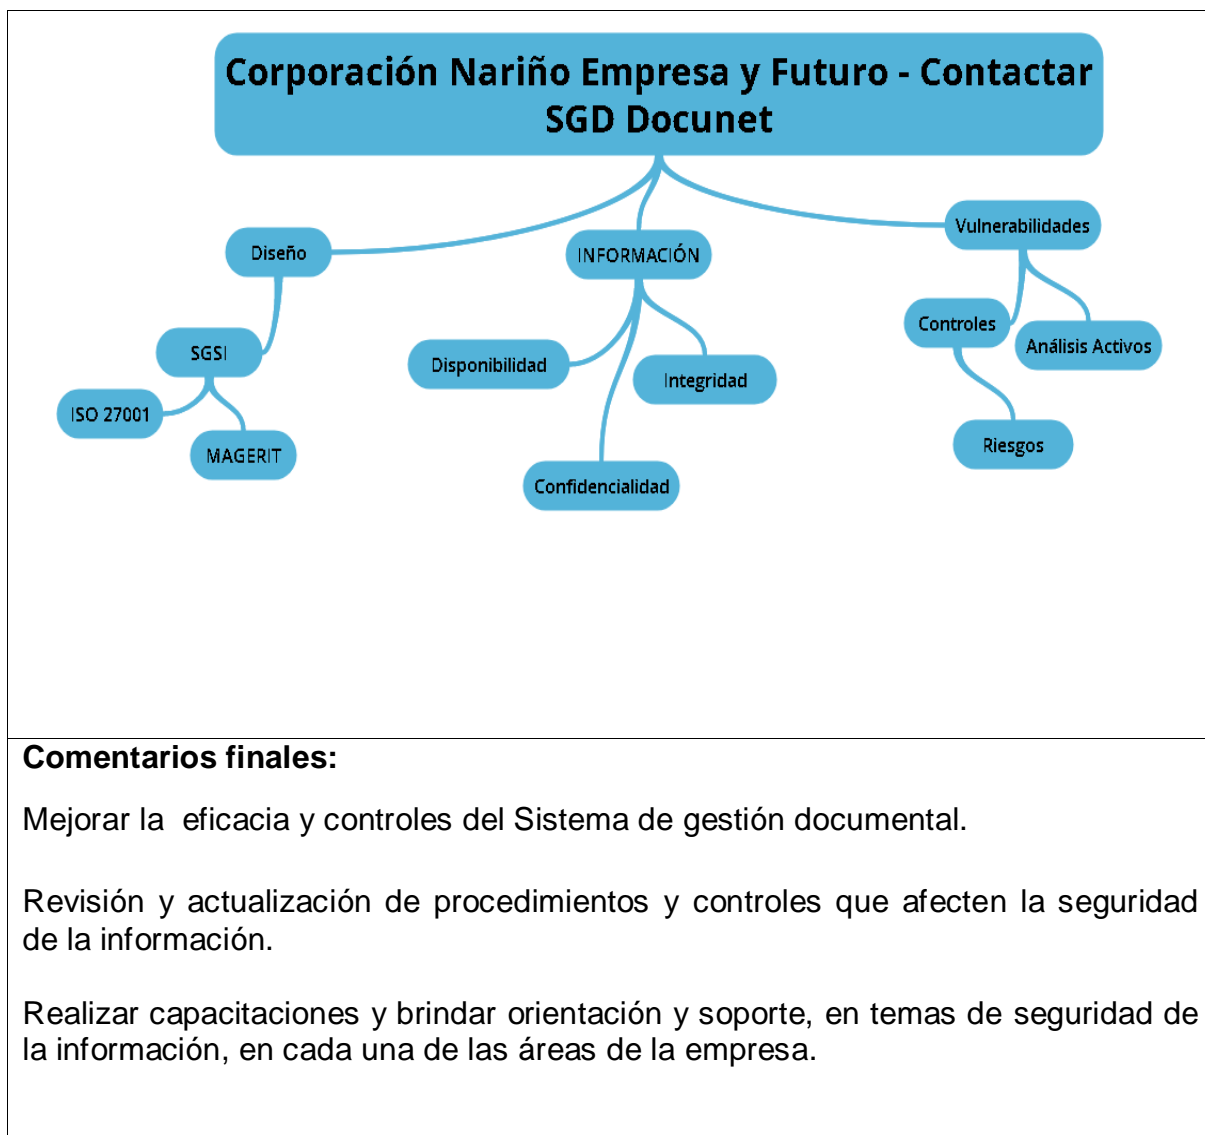 Corporación Nariño Empresa y Futuro - Contactar
SGD Docunet
Diseño
SGSI
ISO 27001
MAGERIT
INFORMACIÓN
Disponibilidad
Integridad
Confidencialidad
Vulnerabilidades
Controles
Análisis Activos
Riesgos
Comentarios finales:
Mejorar la eficacia y controles del Sistema de gestión documental.
Revisión y actualización de procedimientos y controles que afecten la seguridad
de la información.
Realizar capacitaciones y brindar orientación y soporte, en temas de seguridad de
la información, en cada una de las áreas de la empresa.